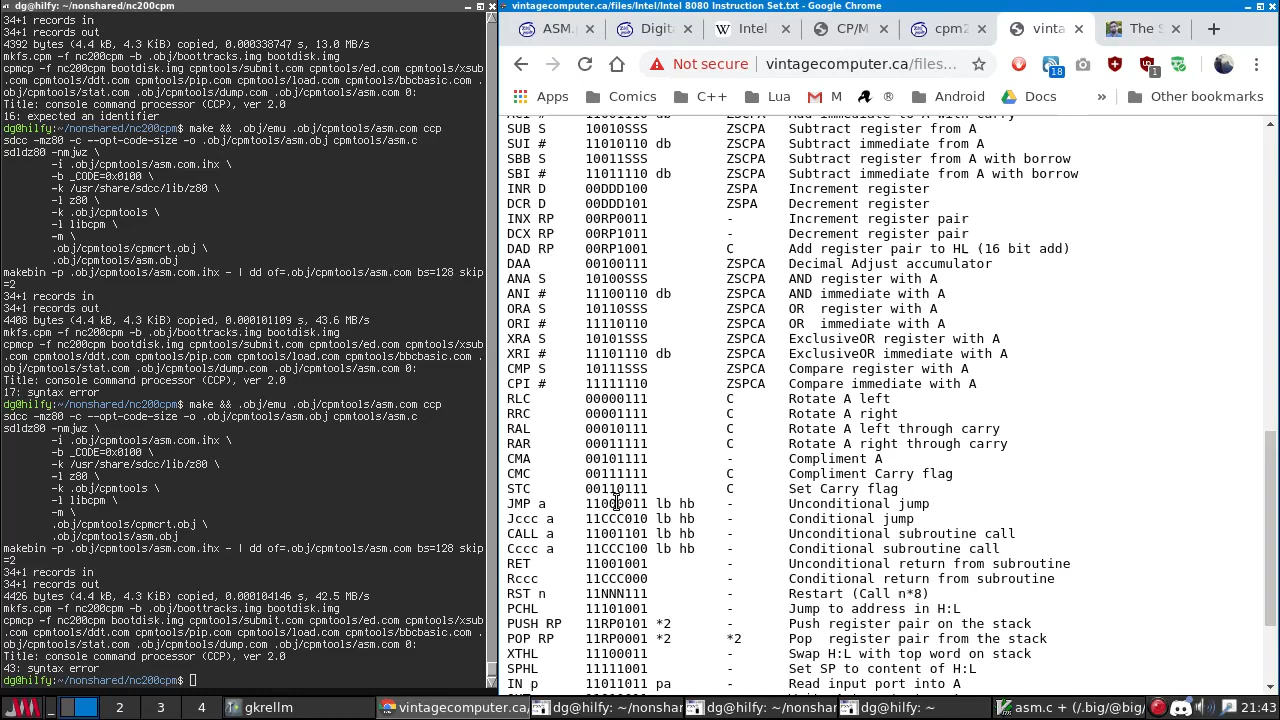 dg@hilfy: ~/nonshared/nc200cpm
34+1 records in
34+1 records out
4392 bytes (4.4 kB, 4.3 KiB) copied, 0.000338747 s, 13.0 MB/s
mkfs.cpm -f nc200cpm -b .obj/boottracks.img bootdisk.img
cpmcp -f nc200cpm bootdisk.img cpmtools/submit.com cpmtools/ed.com cpmtools/xsub
.com cpmtools/ddt.com cpmtools/pip.com cpmtools/load.com cpmtools/bbcbasic.com .
obj/cpmtools/stat.com cpmtools/dump.com .obj/cpmtools/asm.com 0:
Title: console command processor (CCP), ver 2.0
16: expected an identifier
dg@hilfy:~/nonshared/nc200cpm$ make && .obj/emu .obj/cpmtools/asm.com ccp
sdcc -mz80 -c --opt-code-size -o .obj/cpmtools/asm.obj cpmtools/asm.c
sdldz80 -nmjwz \
-i .obj/cpmtools/asm.com.ihx \
-b _CODE=0x0100 \
-k /usr/share/sdcc/lib/z80 \
-l z80 \
-k .obj/cpmtools \
-l libcpm \
-m \
.obj/cpmtools/cpmcrt.obj \
.obj/cpmtools/asm.obj
makebin -p .obj/cpmtools/asm.com.ihx - | dd of=.obj/cpmtools/asm.com bs=128 skip
=2
34+1 records in
34+1 records out
4408 bytes (4.4 kB, 4.3 KiB) copied, 0.000101109 s, 43.6 MB/s
mkfs.cpm -f nc200cpm -b .obj/boottracks.img bootdisk.img
cpmcp -f nc200cpm bootdisk.img cpmtools/submit.com cpmtools/ed.com cpmtools/xsub
.com cpmtools/ddt.com cpmtools/pip.com cpmtools/load.com cpmtools/bbcbasic.com .
obj/cpmtools/stat.com cpmtools/dump.com .obj/cpmtools/asm.com 0:
Title: console command processor (CCP), ver 2.0
17: syntax error
dg@hilfy:~/nonshared/nc200cpm$ make && .obj/emu .obj/cpmtools/asm.com ccp
sdcc -mz80 -c --opt-code-size -o .obj/cpmtools/asm.obj cpmtools/asm.c
sdldz80 -nmjwz \
-i .obj/cpmtools/asm.com.ihx \
-b _CODE=0x0100 \
-k /usr/share/sdcc/lib/z80 \
-l z80 \
-k .obj/cpmtools \
-l libcpm \
-m \
.obj/cpmtools/cpmcrt.obj \
.obj/cpmtools/asm.obj
makebin -p .obj/cpmtools/asm.com.ihx - | dd of=.obj/cpmtools/asm.com bs=128 skip
=2
34+1 records in
34+1 records out
4426 bytes (4.4 kB, 4.3 KiB) copied, 0.000104146 s, 42.5 MB/s
mkfs.cpm -f nc200cpm -b .obj/boottracks.img bootdisk.img
cpmcp -f nc200cpm bootdisk.img cpmtools/submit.com cpmtools/ed.com cpmtools/xsub
.com cpmtools/ddt.com cpmtools/pip.com cpmtools/load.com cpmtools/bbcbasic.com .
obj/cpmtools/stat.com cpmtools/dump.com .obj/cpmtools/asm.com 0:
Title: console command processor (CCP), ver 2.0
43: syntax error
dg@hilfy:~/nonshared/nc200cpm$
vintagecomputer.ca/files/Intel/Intel 8080 Instruction Set.txt - Google Chrome
ASM. Digit Intel CP/M cpm2 vinta The S
Not secure vintagecomputer.ca/files... 18 1
Apps Comics C++ Lua M ® Android Docs » Other bookmarks
ACI # 11001110 db ZSCPA Add immediate to A with carry
SUB S 10010SSS ZSCPA Subtract register from A
SUI # 11010110 db ZSCPA Subtract immediate from A
SBB S 10011SSS ZSCPA Subtract register from A with borrow
SBI # 11011110 db ZSCPA Subtract immediate from A with borrow
INR D 00DDD100 ZSPA Increment register
DCR D 00DDD101 ZSPA Decrement register
INX RP 00RP0011 - Increment register pair
DCX RP 00RP1011 - Decrement register pair
DAD RP 00RP1001 C Add register pair to HL (16 bit add)
DAA 00100111 ZSPCA Decimal Adjust accumulator
ANA S 10100SSS ZSCPA AND register with A
ANI # 11100110 db ZSPCA AND immediate with A
ORA S 10110SSS ZSPCA OR  register with A
ORI # 11110110 ZSPCA OR  immediate with A
XRA S 10101SSS ZSPCA ExclusiveOR register with A
XRI # 11101110 db ZSPCA ExclusiveOR immediate with A
CMP S 10111SSS ZSPCA Compare register with A
CPI # 11111110 ZSPCA Compare immediate with A
RLC 00000111 C Rotate A left
RRC 00001111 C Rotate A right
RAL 00010111 C Rotate A left through carry
RAR 00011111 C Rotate A right through carry
CMA 00101111 - Compliment A
CMC 00111111 C Compliment Carry flag
STC 00110111 C Set Carry flag
JMP a 11000011 lb hb - Unconditional jump
Jccc a 11CCC010 lb hb - Conditional jump
CALL a 11001101 lb hb - Unconditional subroutine call
Cccc a 11CCC100 lb hb - Conditional subroutine call
RET 11001001 - Unconditional return from subroutine
Rccc 11CCC000 - Conditional return from subroutine
RST n 11NNN111 - Restart (Call n*8)
PCHL 11101001 - Jump to address in H:L
PUSH RP 11RP0101 *2 - Push register pair on the stack
POP RP 11RP0001 *2 *2 Pop  register pair from the stack
XTHL 11100011 - Swap H:L with top word on stack
SPHL 11111001 - Set SP to content of H:L
IN p 11011011 pa - Read input port into A
2 3 4 gkrellm vintagecomputer.ca/ dg@hilfy: ~/nonshar dg@hilfy: ~/nonshar dg@hilfy: ~ asm.c + (/.big/@/big 21:43